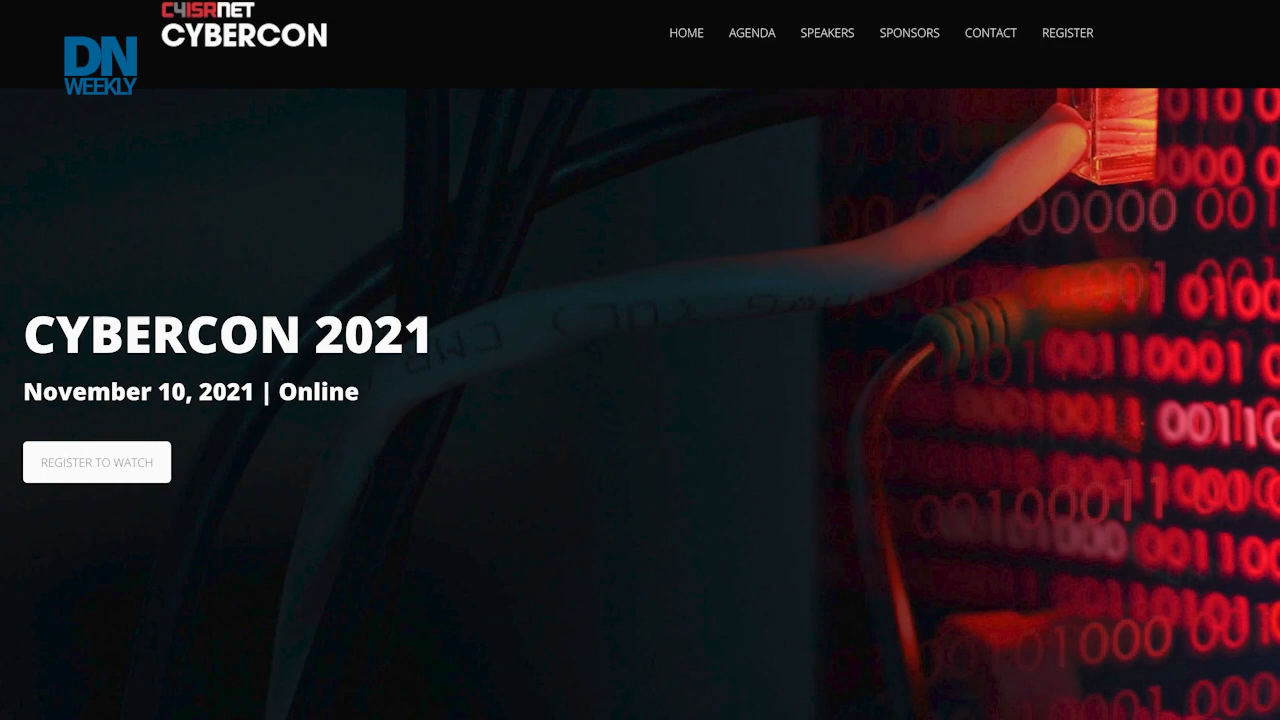 C4ISRNET
CYBERCON
DN
WEEKLY
HOME
AGENDA
SPEAKERS
SPONSORS
CONTACT
REGISTER
CYBERCON 2021
November 10, 2021 | Online
REGISTER TO WATCH